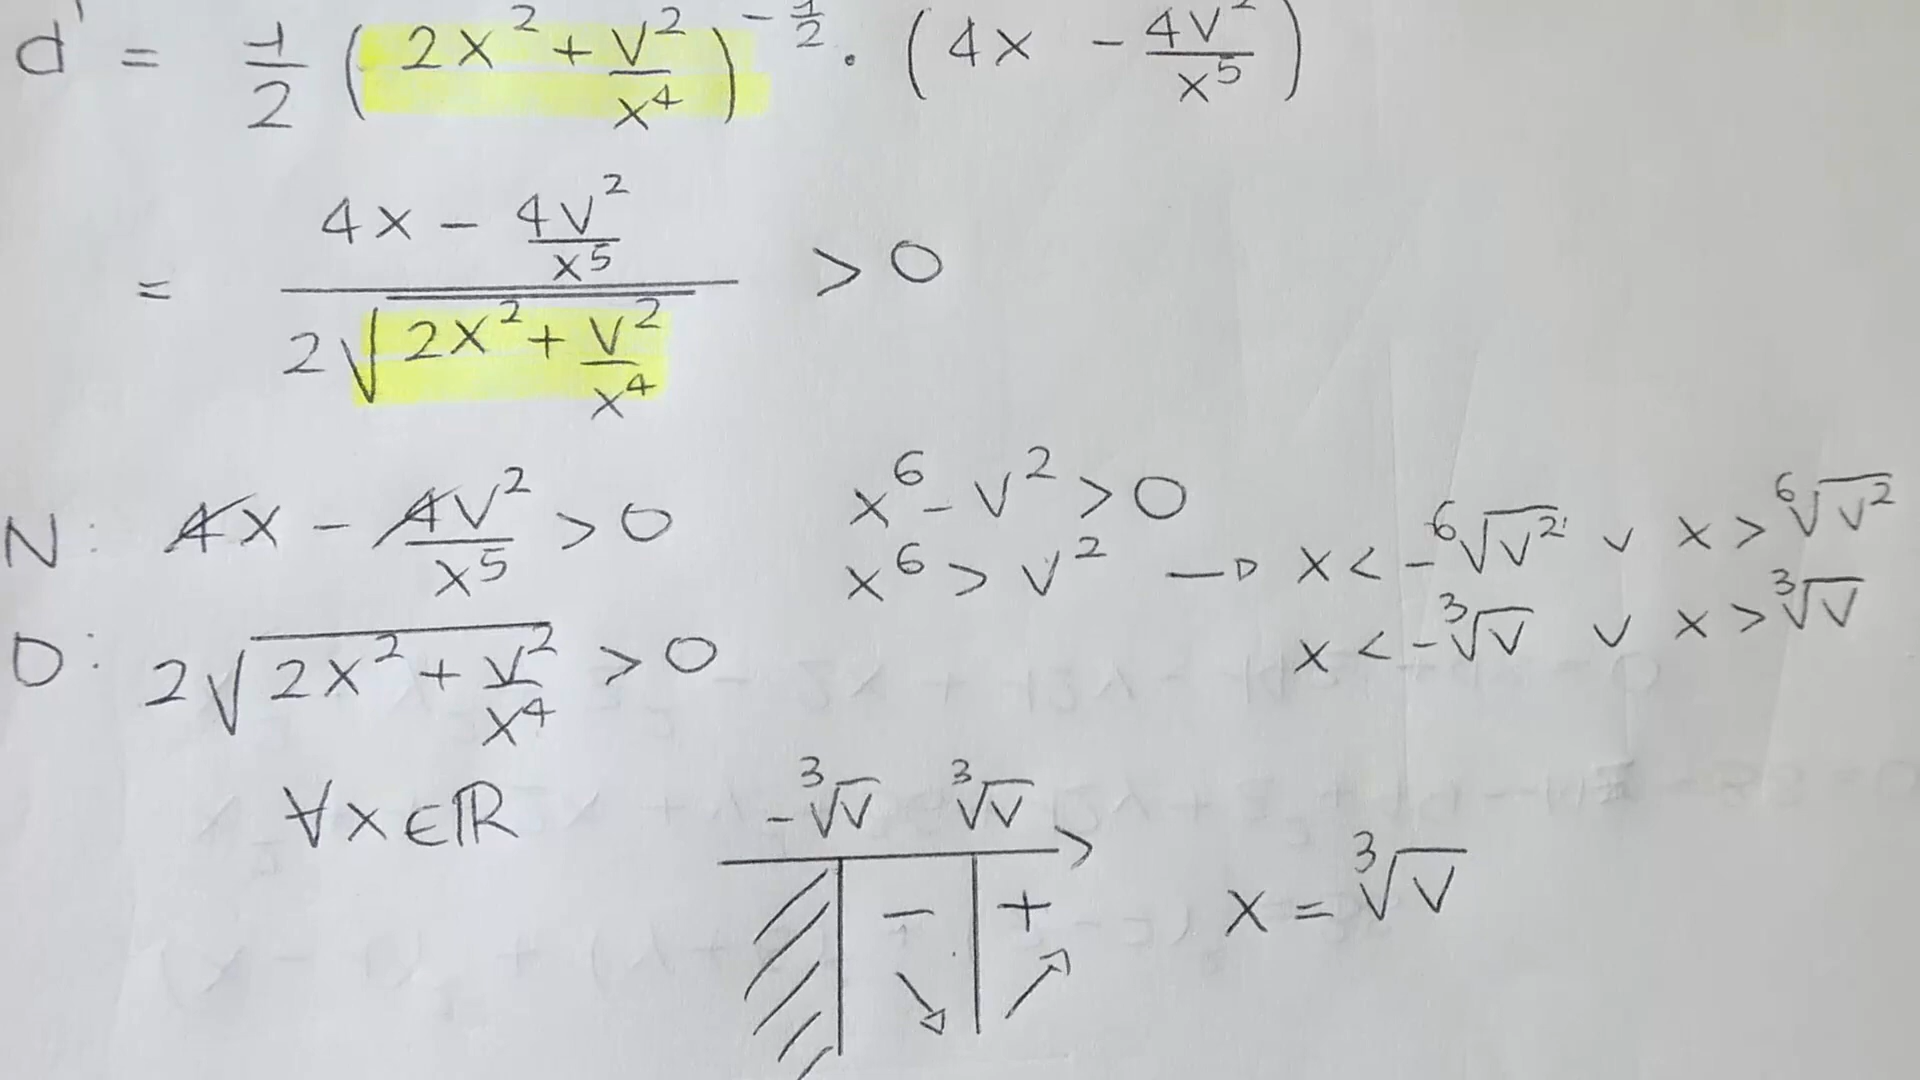 d' = 1/2 (2x² + v²/x⁴)^(-1/2) · (4x - 4v²/x⁵)
= (4x - 4v²/x⁵) / (2√(2x² + v²/x⁴)) > 0
N: 4x - 4v²/x⁵ > 0
x⁶ - v² > 0
x⁶ > v² → x < -⁶√v² ∨ x > ⁶√v²
x < -³√v ∨ x > ³√v
D: 2√(2x² + v²/x⁴) > 0
∀x∈ℝ
-³√v ³√v
- +
x = ³√v